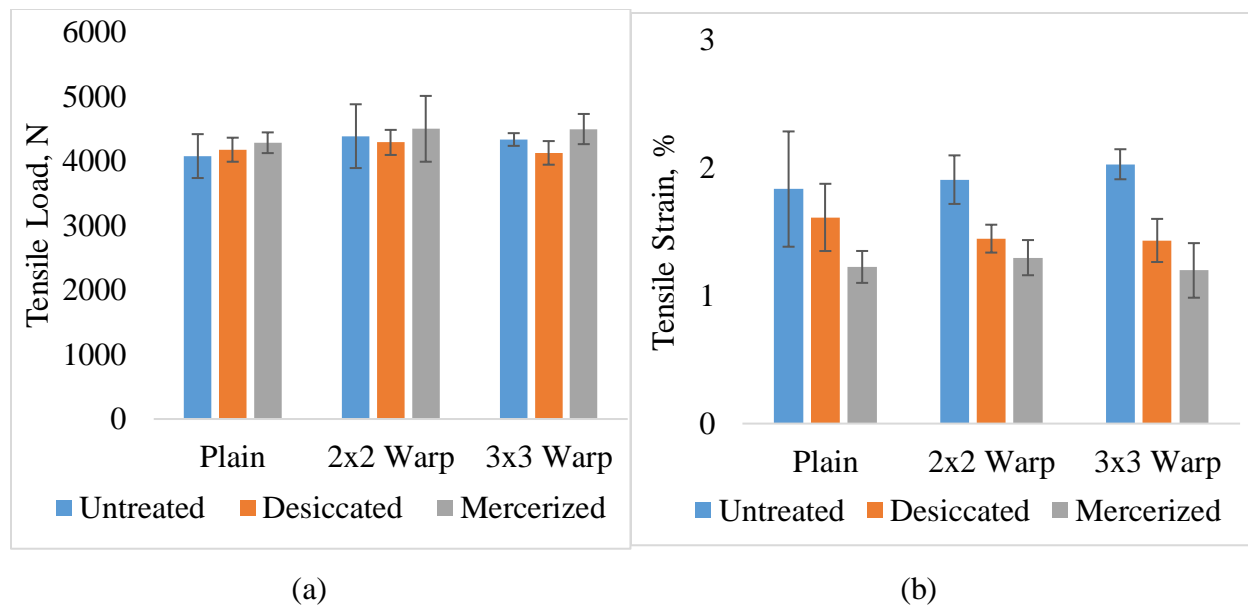 6000
5000
4000
3000
2000
1000
0
Tensile Load, N
Plain 2x2 Warp 3x3 Warp
Untreated Desiccated Mercerized
(a)
3
2
1
0
Tensile Strain, %
Plain 2x2 Warp 3x3 Warp
Untreated Desiccated Mercerized
(b)